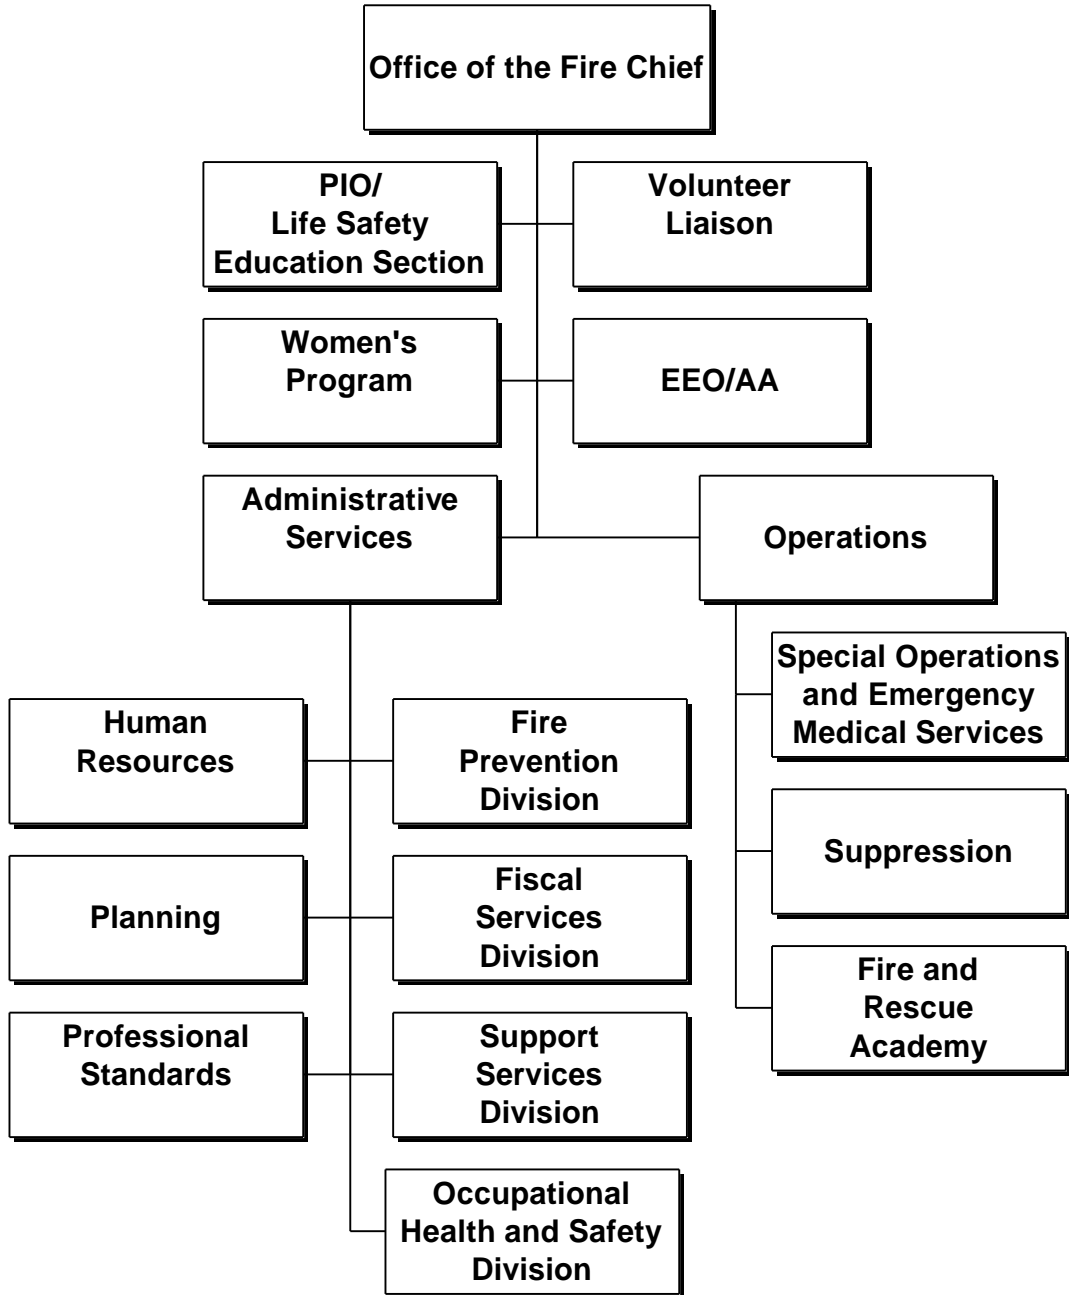 Office of the Fire Chief
PIO/
Life Safety
Education Section
Volunteer
Liaison
Women's
Program
EEO/AA
Administrative
Services
Operations
Special Operations
and Emergency
Medical Services
Human
Resources
Fire
Prevention
Division
Suppression
Planning
Fiscal
Services
Division
Fire and
Rescue
Academy
Professional
Standards
Support
Services
Division
Occupational
Health and Safety
Division